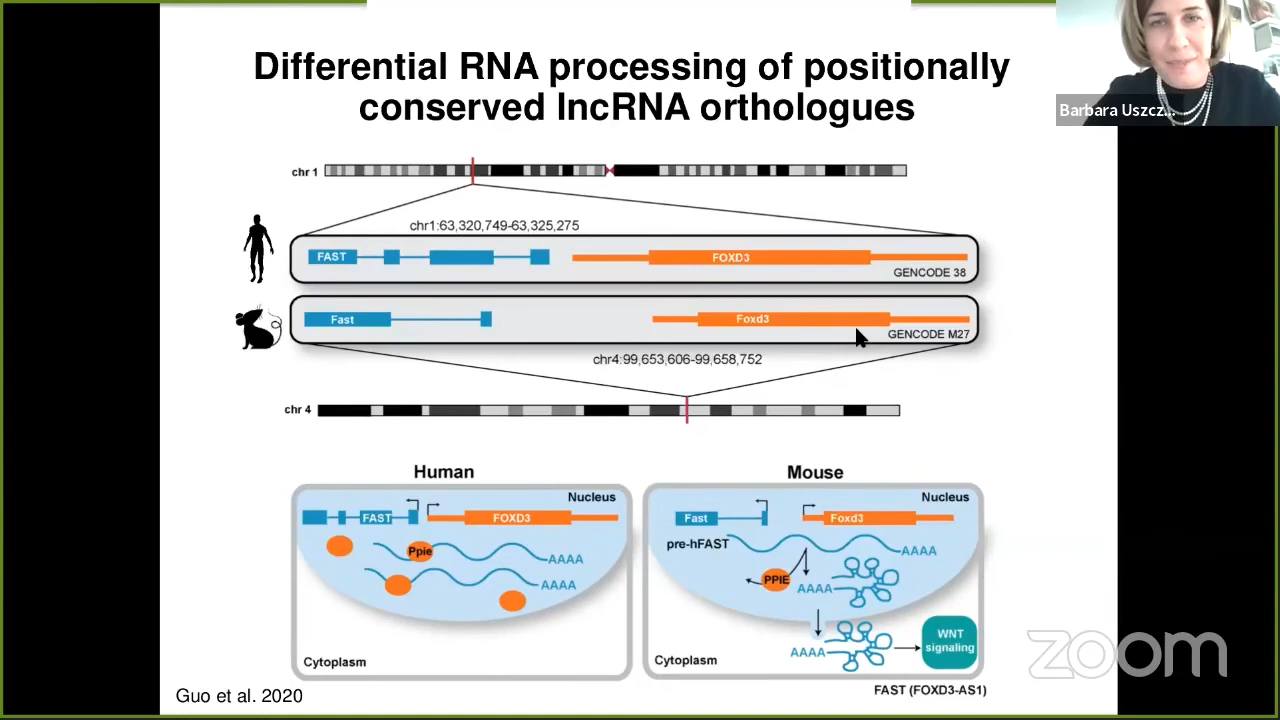 Differential RNA processing of positionally
conserved lncRNA orthologues
Barbara Uszcz...
chr 1
chr1:63,320,749-63,325,275
FAST
FOXD3
GENCODE 38
Fast
Foxd3
GENCODE M27
chr4:99,653,606-99,658,752
chr 4
Human
Mouse
Nucleus
FAST
FOXD3
Ppie
AAAA
AAAA
Cytoplasm
Nucleus
Fast
Foxd3
pre-hFAST
AAAA
PPIE
AAAA
AAAA
WNT
signaling
Cytoplasm
FAST (FOXD3-AS1)
Guo et al. 2020
zoom